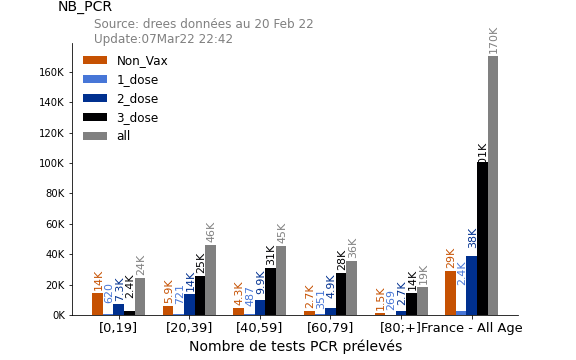 NB_PCR
Source: drees données au 20 Feb 22
Update:07Mar22 22:42
Non_Vax
1_dose
2_dose
3_dose
all
160K
140K
120K
100K
80K
60K
40K
20K
0K
14K 620 7.3K 2.4K 24K
5.9K 721 14K 25K 46K
4.3K 487 9.9K 31K 45K
2.7K 351 4.9K 28K 36K
1.5K 269 2.7K 14K 19K
29K 2.4K 38K 170K
[0,19] [20,39] [40,59] [60,79] [80;+] France - All Age
Nombre de tests PCR prélevés